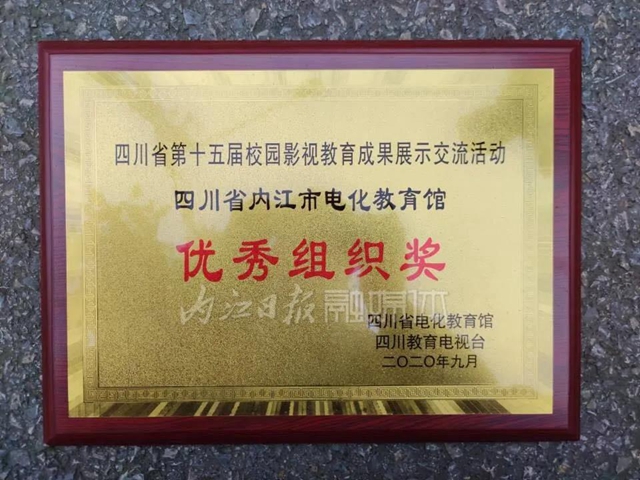 四川省第十五届校园影视教育成果展示交流活动
四川省内江市电化教育馆
优秀组织奖
内江日报融媒体
四川省电化教育馆
四川教育电视台
二〇二〇年九月